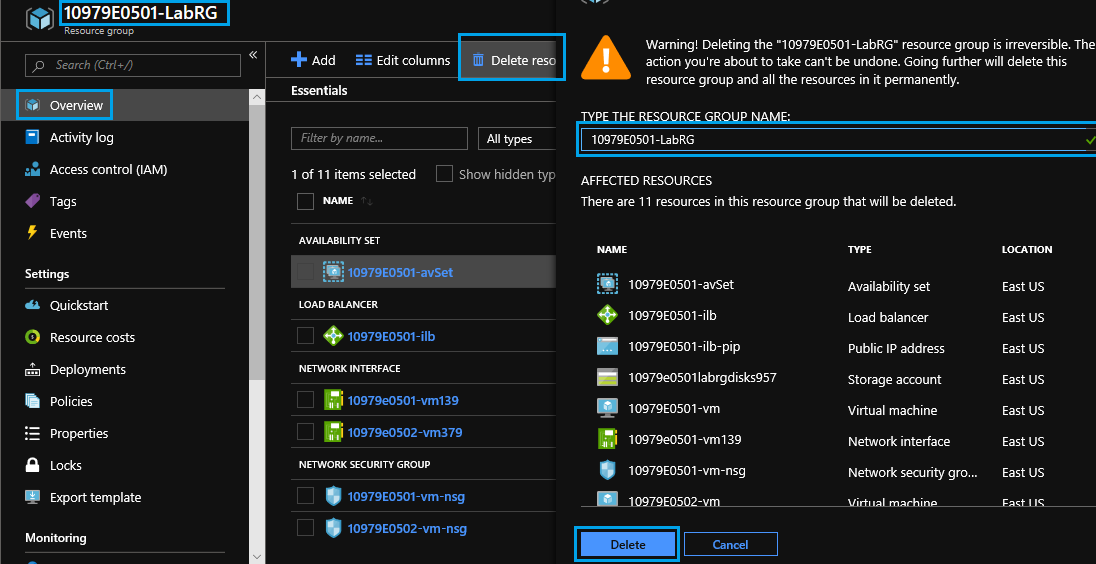 10979E0501-LabRG
Resource group
Search (Ctrl+/)
«
Overview
Activity log
Access control (IAM)
Tags
Events
Settings
Quickstart
Resource costs
Deployments
Policies
Properties
Locks
Export template
Monitoring
Add
Edit columns
Delete reso
Essentials
Filter by name...
All types
1 of 11 items selected
Show hidden typ
NAME
AVAILABILITY SET
10979E0501-avSet
LOAD BALANCER
10979E0501-ilb
NETWORK INTERFACE
10979e0501-vm139
10979e0502-vm379
NETWORK SECURITY GROUP
10979E0501-vm-nsg
10979E0502-vm-nsg
Warning! Deleting the "10979E0501-LabRG" resource group is irreversible. The
action you're about to take can't be undone. Going further will delete this
resource group and all the resources in it permanently.
TYPE THE RESOURCE GROUP NAME:
10979E0501-LabRG
AFFECTED RESOURCES
There are 11 resources in this resource group that will be deleted.
NAME TYPE LOCATION
10979E0501-avSet Availability set East US
10979E0501-ilb Load balancer East US
10979E0501-ilb-pip Public IP address East US
10979e0501labrgdisks957 Storage account East US
10979E0501-vm Virtual machine East US
10979e0501-vm139 Network interface East US
10979E0501-vm-nsg Network security gro... East US
10979E0502-vm Virtual machine East US
Delete
Cancel